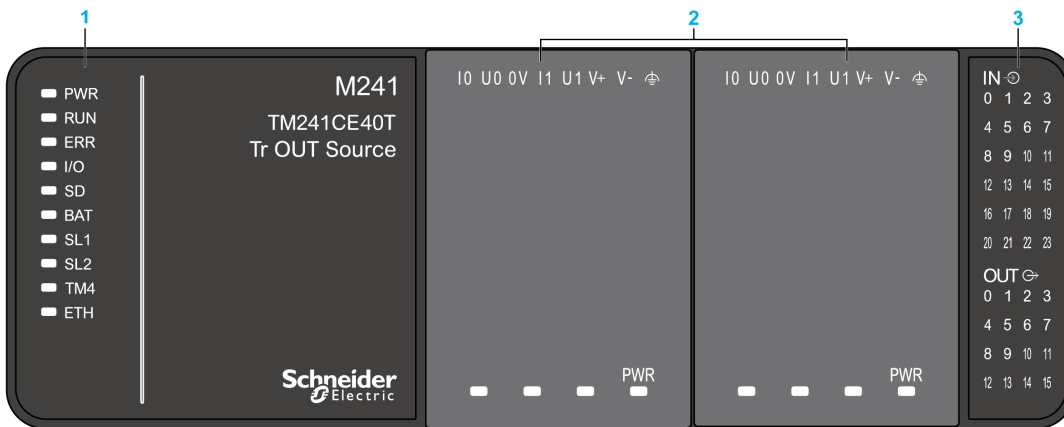 1
2
3
PWR
RUN
ERR
I/O
SD
BAT
SL1
SL2
TM4
ETH
M241
TM241CE40T
Tr OUT Source
Schneider
Electric
I0 U0 0V I1 U1 V+ V-
PWR
I0 U0 0V I1 U1 V+ V-
PWR
IN
0 1 2 3
4 5 6 7
8 9 10 11
12 13 14 15
16 17 18 19
20 21 22 23
OUT
0 1 2 3
4 5 6 7
8 9 10 11
12 13 14 15